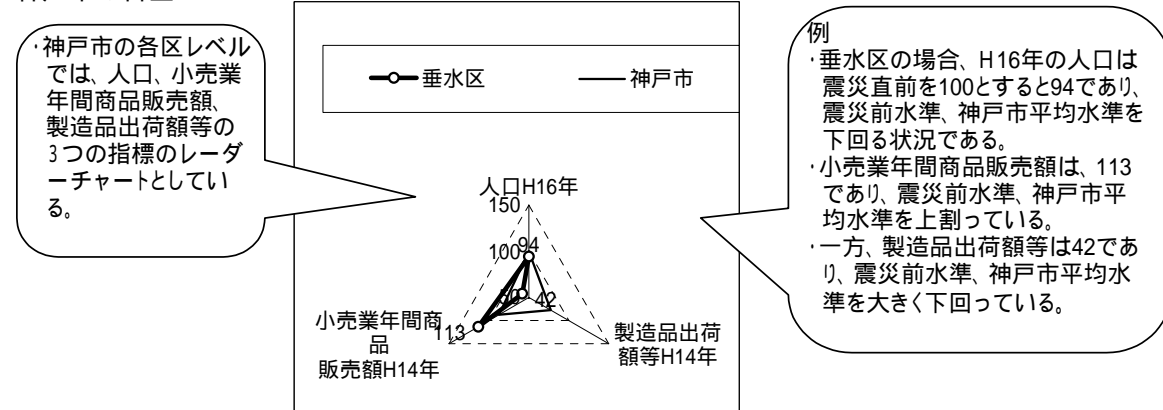 ・神戸市の各区レベル
では、人口、小売業
年間商品販売額、
製造品出荷額等の
3つの指標のレーダ
ーチャートとしてい
る。
垂水区
神戸市
人口H16年
150
100
94
42
113
小売業年間商
品
販売額H14年
製造品出荷
額等H14年
例
・垂水区の場合、H16年の人口は
震災直前を100とすると94であり、
震災前水準、神戸市平均水準を
下回る状況である。
・小売業年間商品販売額は、113
であり、震災前水準、神戸市平
均水準を上割っている。
・一方、製造品出荷額等は42であ
り、震災前水準、神戸市平均水
準を大きく下回っている。